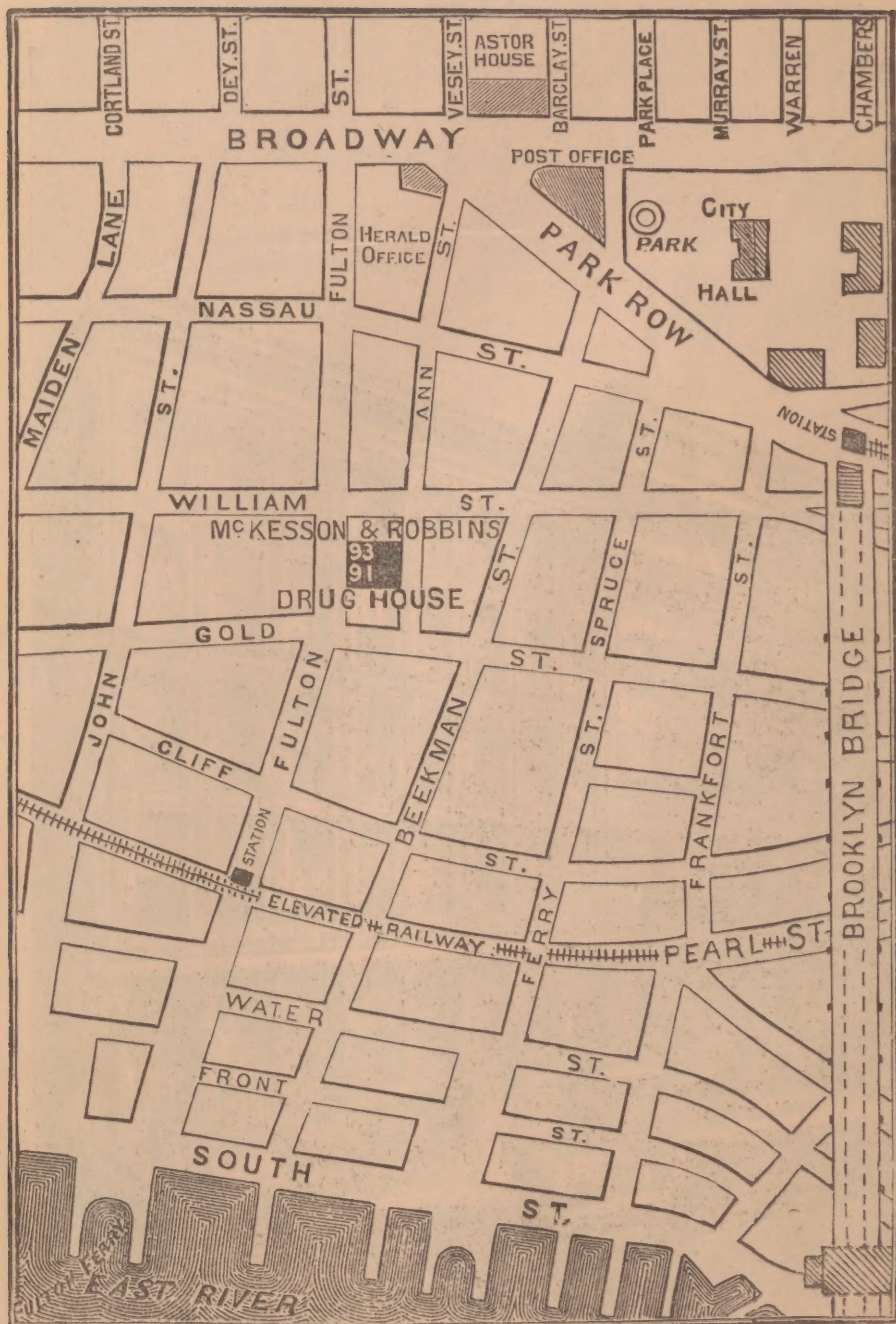 CORTLAND ST.
DEY. ST.
ST.
VESEY. ST.
ASTOR
HOUSE
BARCLAY. ST
PARK PLACE
MURRAY. ST.
WARREN
CHAMBERS
BROADWAY
POST OFFICE
LANE
FULTON
HERALD
OFFICE
ST.
PARK ROW
CITY
PARK
HALL
NASSAU
ST.
MAIDEN
ST.
ANN
ST.
STATION
WILLIAM
ST.
MCKESSON & ROBBINS
93
91
DRUG HOUSE
ST.
SPRUCE
ST.
GOLD
ST.
JOHN
FULTON
BEEKMAN
ST.
FRANKFORT
BROOKLYN BRIDGE
CLIFF
ST.
STATION
FERRY
ELEVATED
RAILWAY
PEARL
ST
WATER
ST.
FRONT
ST.
SOUTH
ST.
FERRY
EAST RIVER